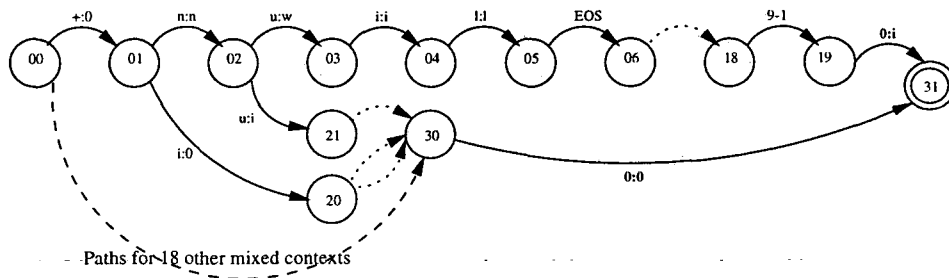 +:0 n:n u:w i:i l:l EOS 9-1 0:i
00 01 02 03 04 05 06 18 19 31
u:i 21 30
i:0 20
0:0
Paths for 18 other mixed contexts